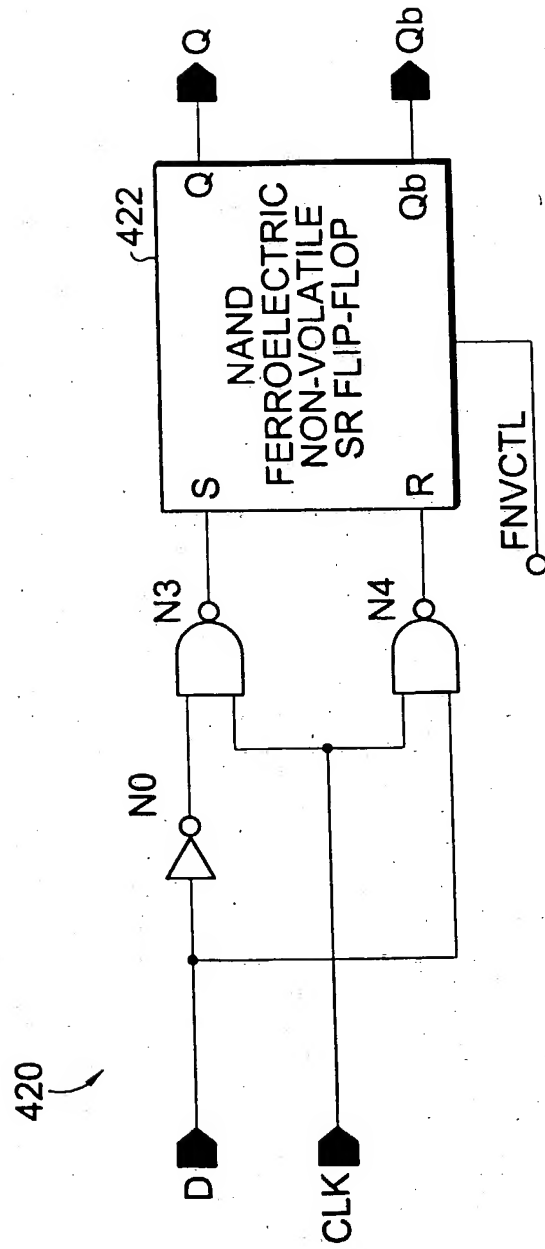 420
D
CLK
N0
N3
N4
S
R
NAND
FERROELECTRIC
NON-VOLATILE
SR FLIP-FLOP
422
Q
Qb
Q
Qb
FNVCTL